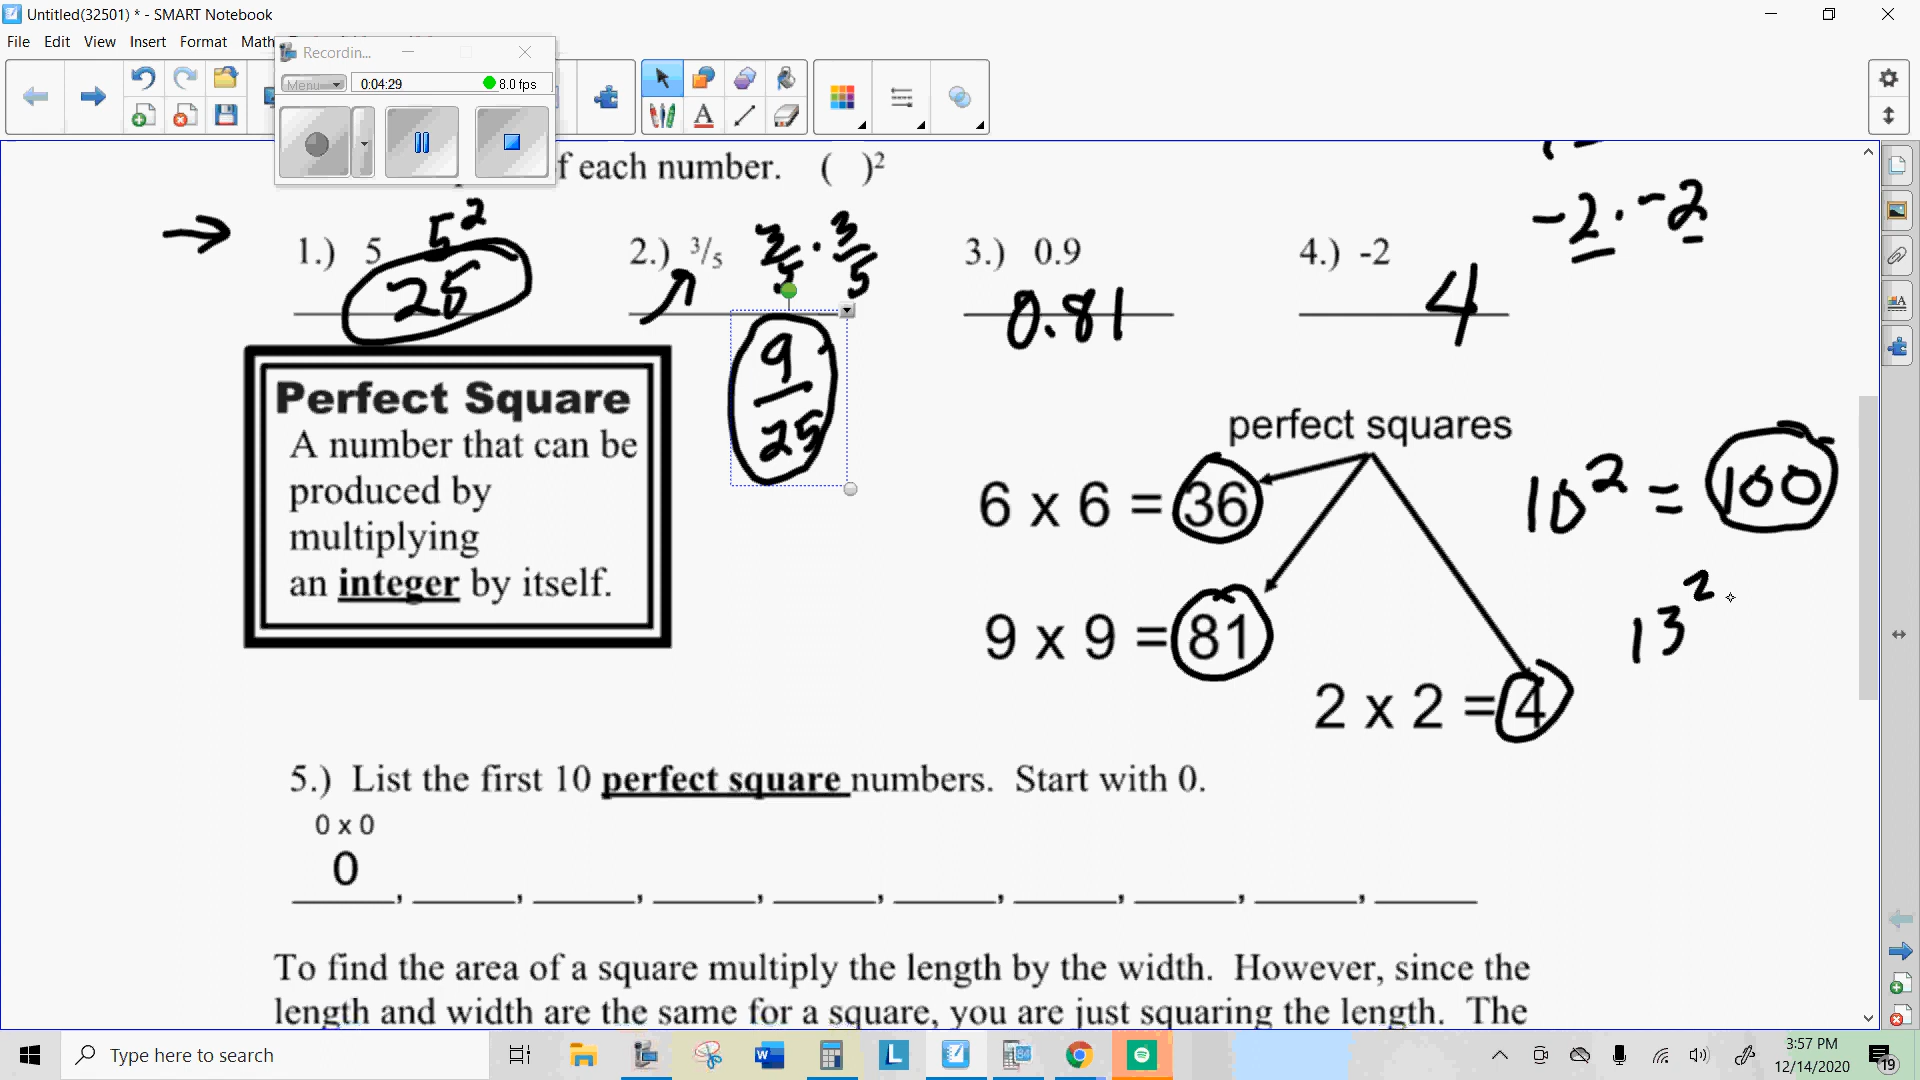 Untitled(32501) * - SMART Notebook
File Edit View Insert Format Math
Recordin...
Menu 0:04:29 8.0 fps
f each number. ( )²
-2 · -2
1.) 5 5²
25
2.) 3/5 3/5 · 3/5
9/25
3.) 0.9
0.81
4.) -2
4
Perfect Square
A number that can be
produced by
multiplying
an integer by itself.
perfect squares
6 x 6 = 36
10² = 100
9 x 9 = 81
13²
2 x 2 = 4
5.) List the first 10 perfect square numbers. Start with 0.
0 x 0
0
To find the area of a square multiply the length by the width. However, since the
length and width are the same for a square, you are just squaring the length. The
Type here to search
3:57 PM
12/14/2020
19